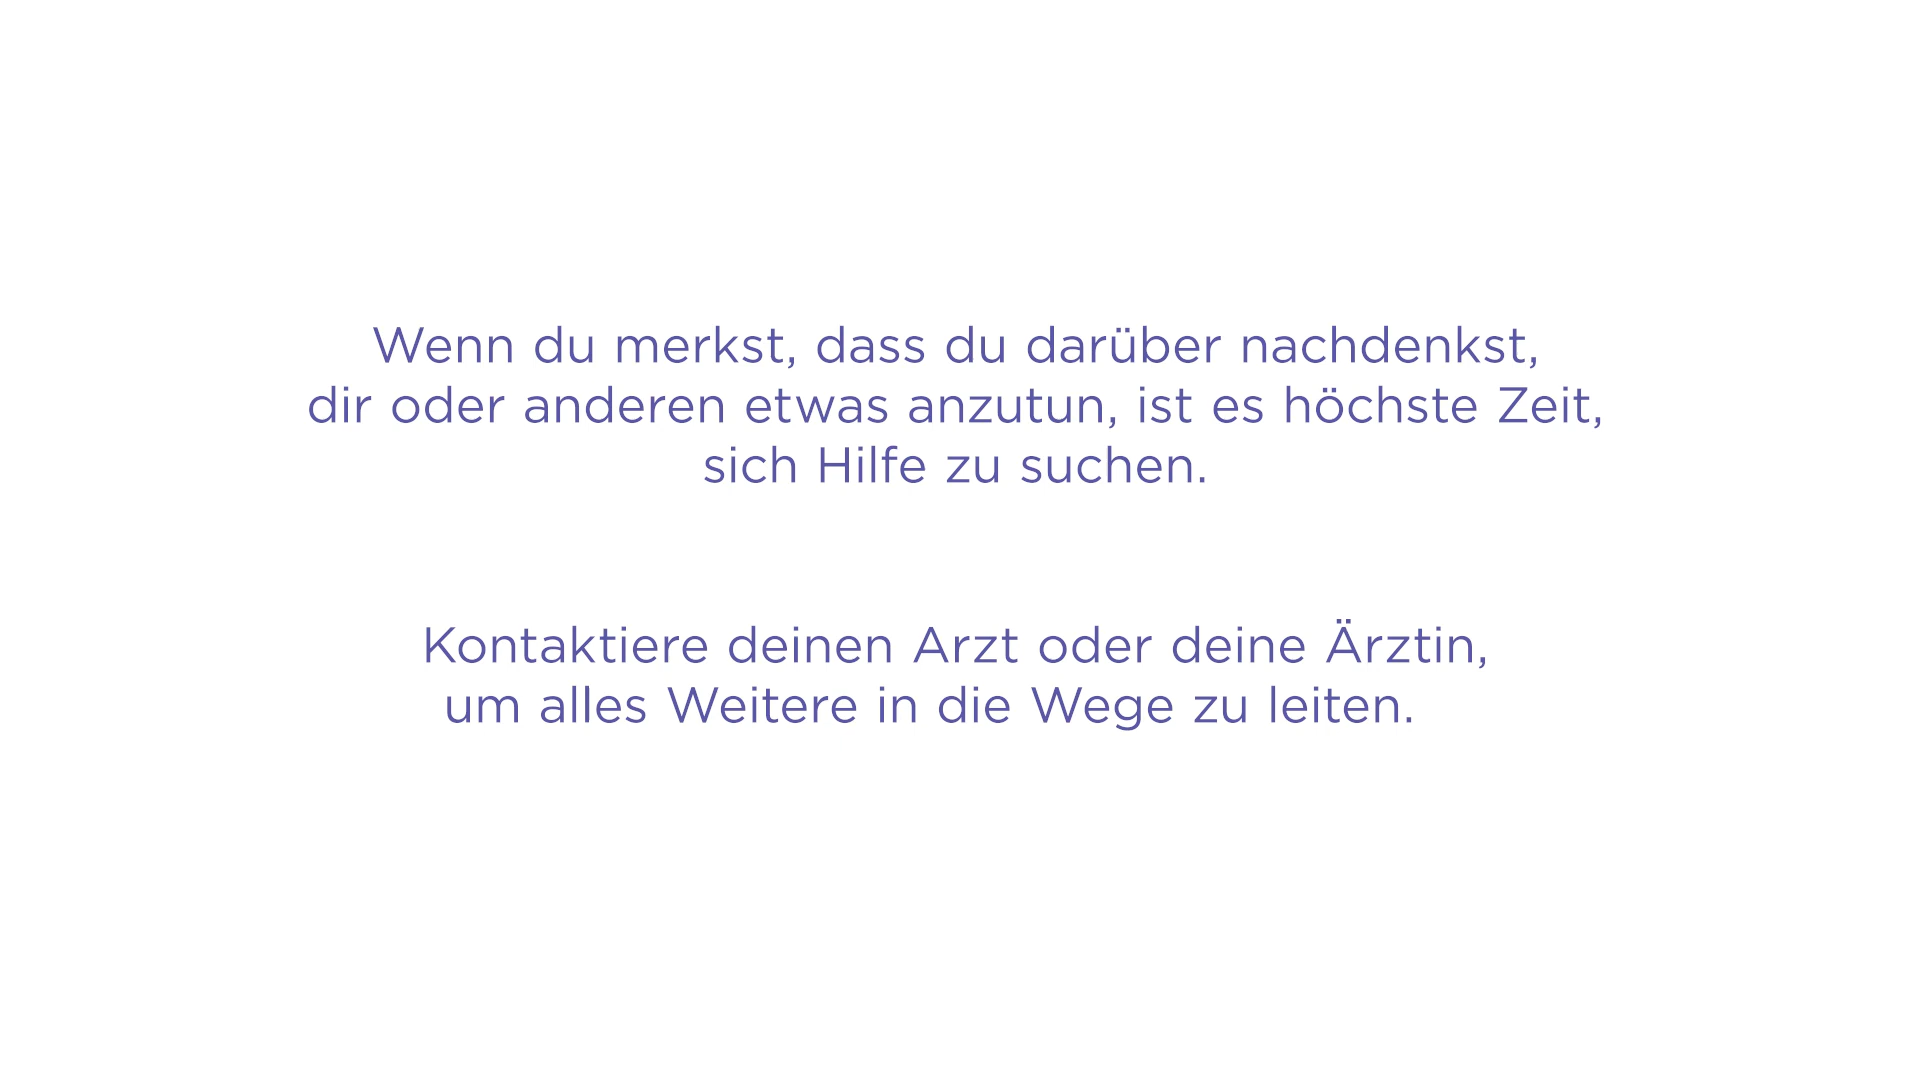 Wenn du merkst, dass du darüber nachdenkst,
dir oder anderen etwas anzutun, ist es höchste Zeit,
sich Hilfe zu suchen.
Kontaktiere deinen Arzt oder deine Ärztin,
um alles Weitere in die Wege zu leiten.